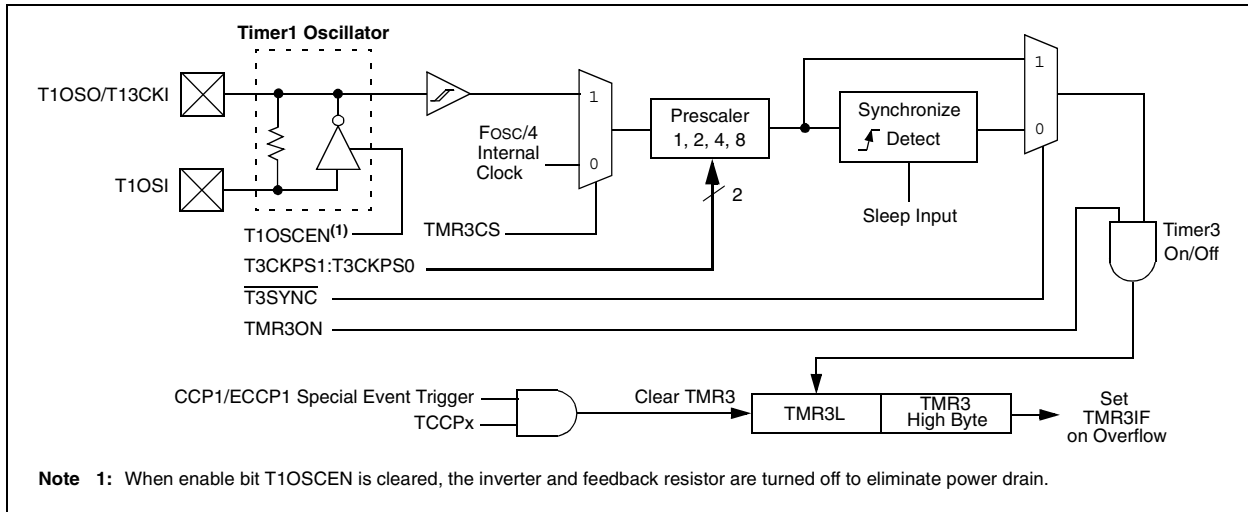 Timer1 Oscillator
T1OSO/T13CKI
T1OSI
1
0
FOSC/4
Internal
Clock
Prescaler
1, 2, 4, 8
Synchronize
Detect
1
0
2
Sleep Input
T1OSCEN(1)
TMR3CS
T3CKPS1:T3CKPS0
T3SYNC
TMR3ON
Timer3
On/Off
CCP1/ECCP1 Special Event Trigger
TCCPx
Clear TMR3
TMR3L
TMR3
High Byte
Set
TMR3IF
on Overflow
Note 1: When enable bit T1OSCEN is cleared, the inverter and feedback resistor are turned off to eliminate power drain.